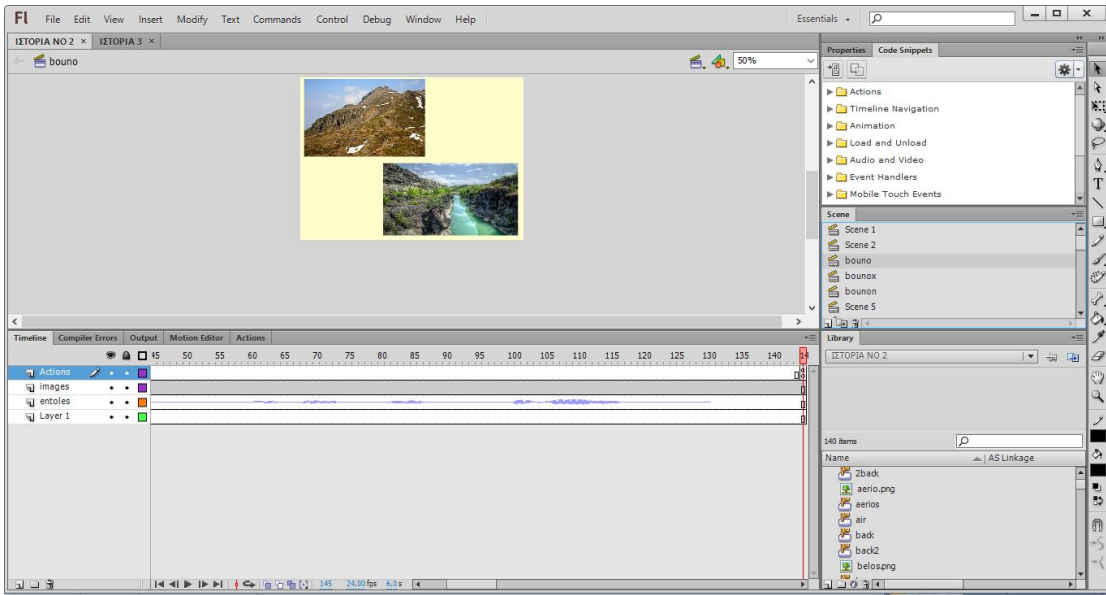 Fl File Edit View Insert Modify Text Commands Control Debug Window Help Essentials
ΙΣΤΟΡΙΑ NO 2 × ΙΣΤΟΡΙΑ 3 ×
bouno 50%
Properties Code Snippets
Actions
Timeline Navigation
Animation
Load and Unload
Audio and Video
Event Handlers
Mobile Touch Events
Scene
Scene 1
Scene 2
bouno
bounox
bounon
Scene 5
Timeline Compiler Errors Output Motion Editor Actions
45 50 55 60 65 70 75 80 85 90 95 100 105 110 115 120 125 130 135 140 14
Actions
images
entoles
Layer 1
145 24,00 fps 6,0 s
Library
ΙΣΤΟΡΙΑ NO 2
140 items
Name AS Linkage
2back
aerio.png
aerios
air
back
back2
belos.png